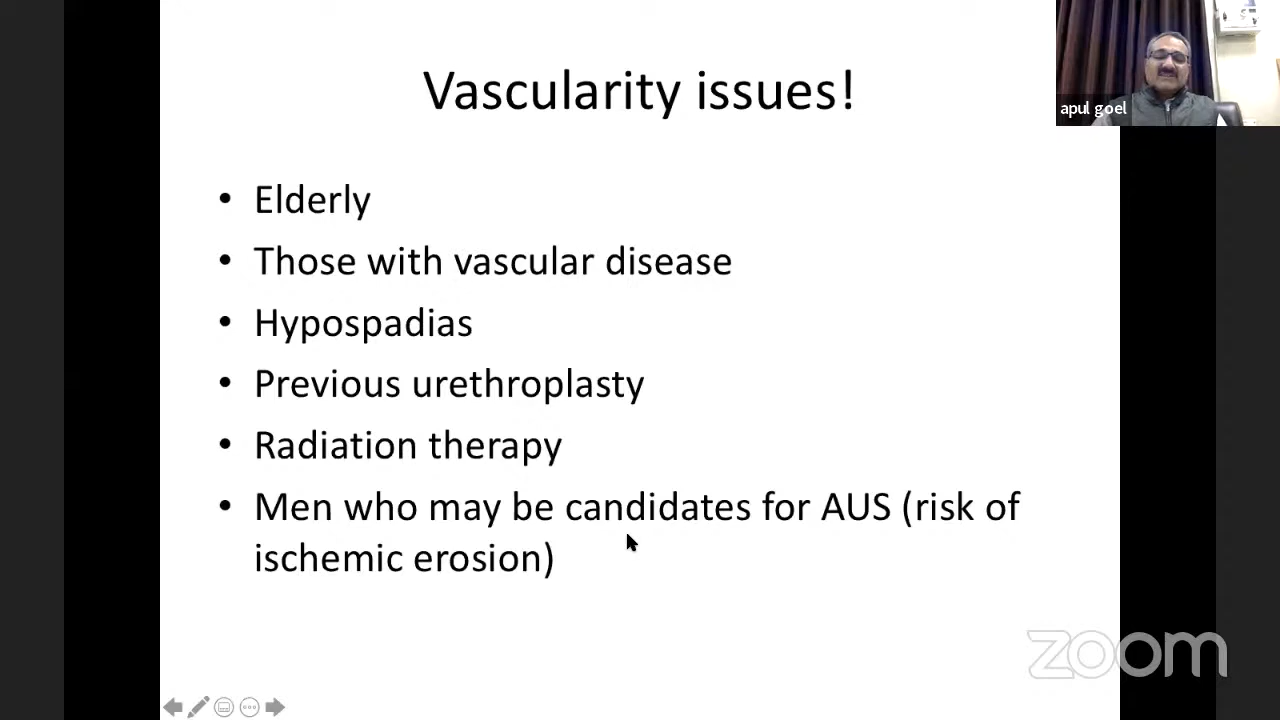 Vascularity issues!
apul goel
• Elderly
• Those with vascular disease
• Hypospadias
• Previous urethroplasty
• Radiation therapy
• Men who may be candidates for AUS (risk of
ischemic erosion)
zoom